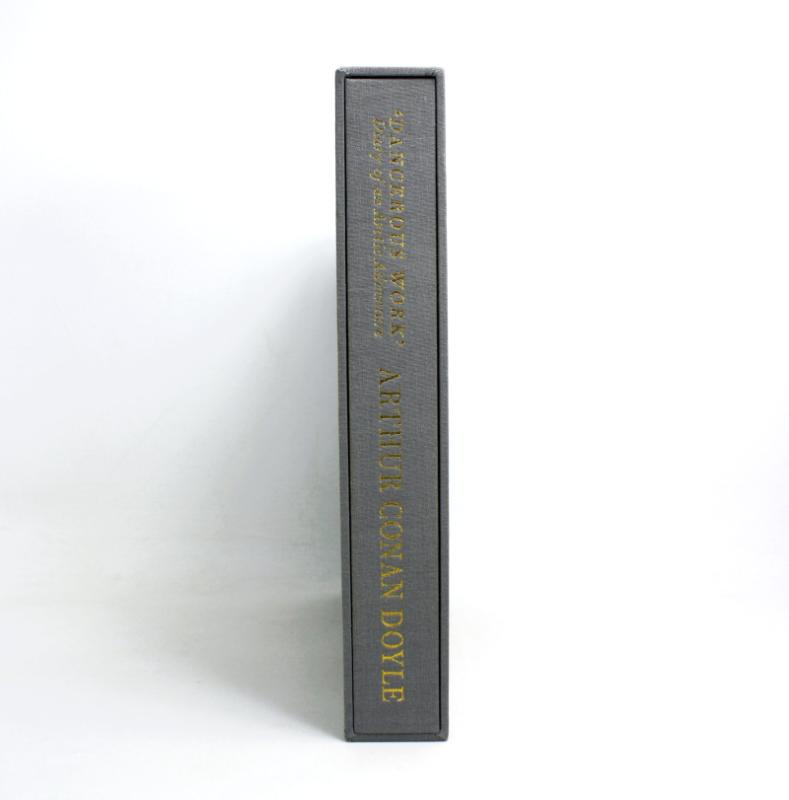 'DANGEROUS WORK'
Diary of an Arctic Adventure
ARTHUR CONAN DOYLE